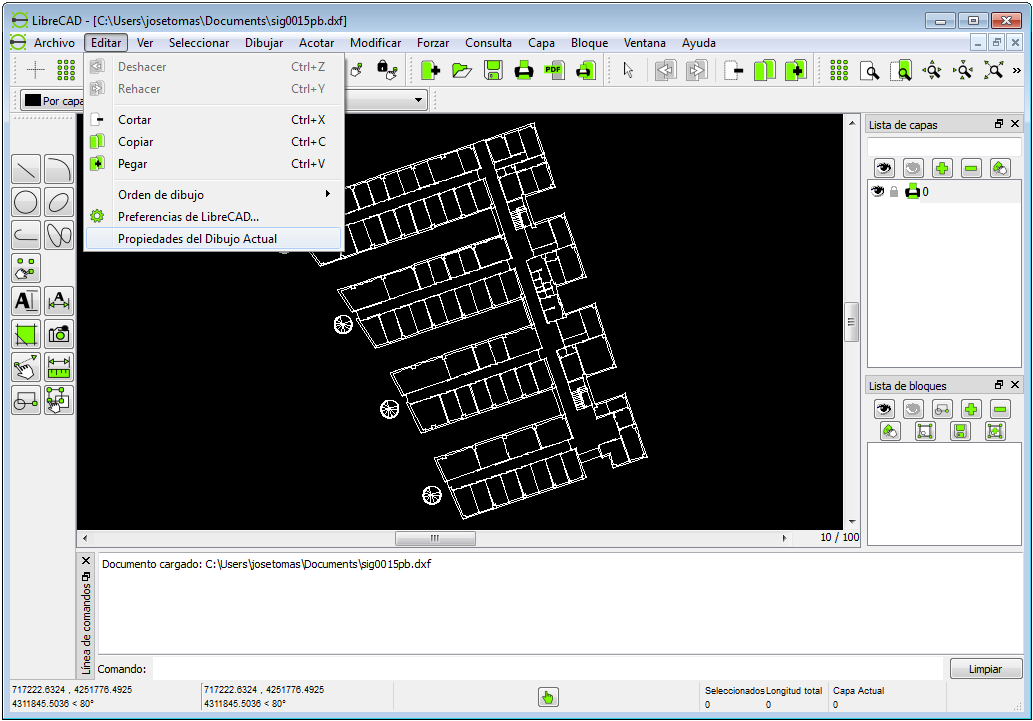 LibreCAD - [C:\Users\josetomas\Documents\sig0015pb.dxf]
Archivo Editar Ver Seleccionar Dibujar Acotar Modificar Forzar Consulta Capa Bloque Ventana Ayuda
Deshacer Ctrl+Z
Rehacer Ctrl+Y
Cortar Ctrl+X
Copiar Ctrl+C
Pegar Ctrl+V
Orden de dibujo
Preferencias de LibreCAD...
Propiedades del Dibujo Actual
PDF
»
Por capa
Lista de capas
0
Lista de bloques
10 / 100
Línea de comandos
Documento cargado: C:\Users\josetomas\Documents\sig0015pb.dxf
Comando:
Limpiar
717222.6324 , 4251776.4925
4311845.5036 < 80°
717222.6324 , 4251776.4925
4311845.5036 < 80°
Seleccionados Longitud total Capa Actual
0 0 0